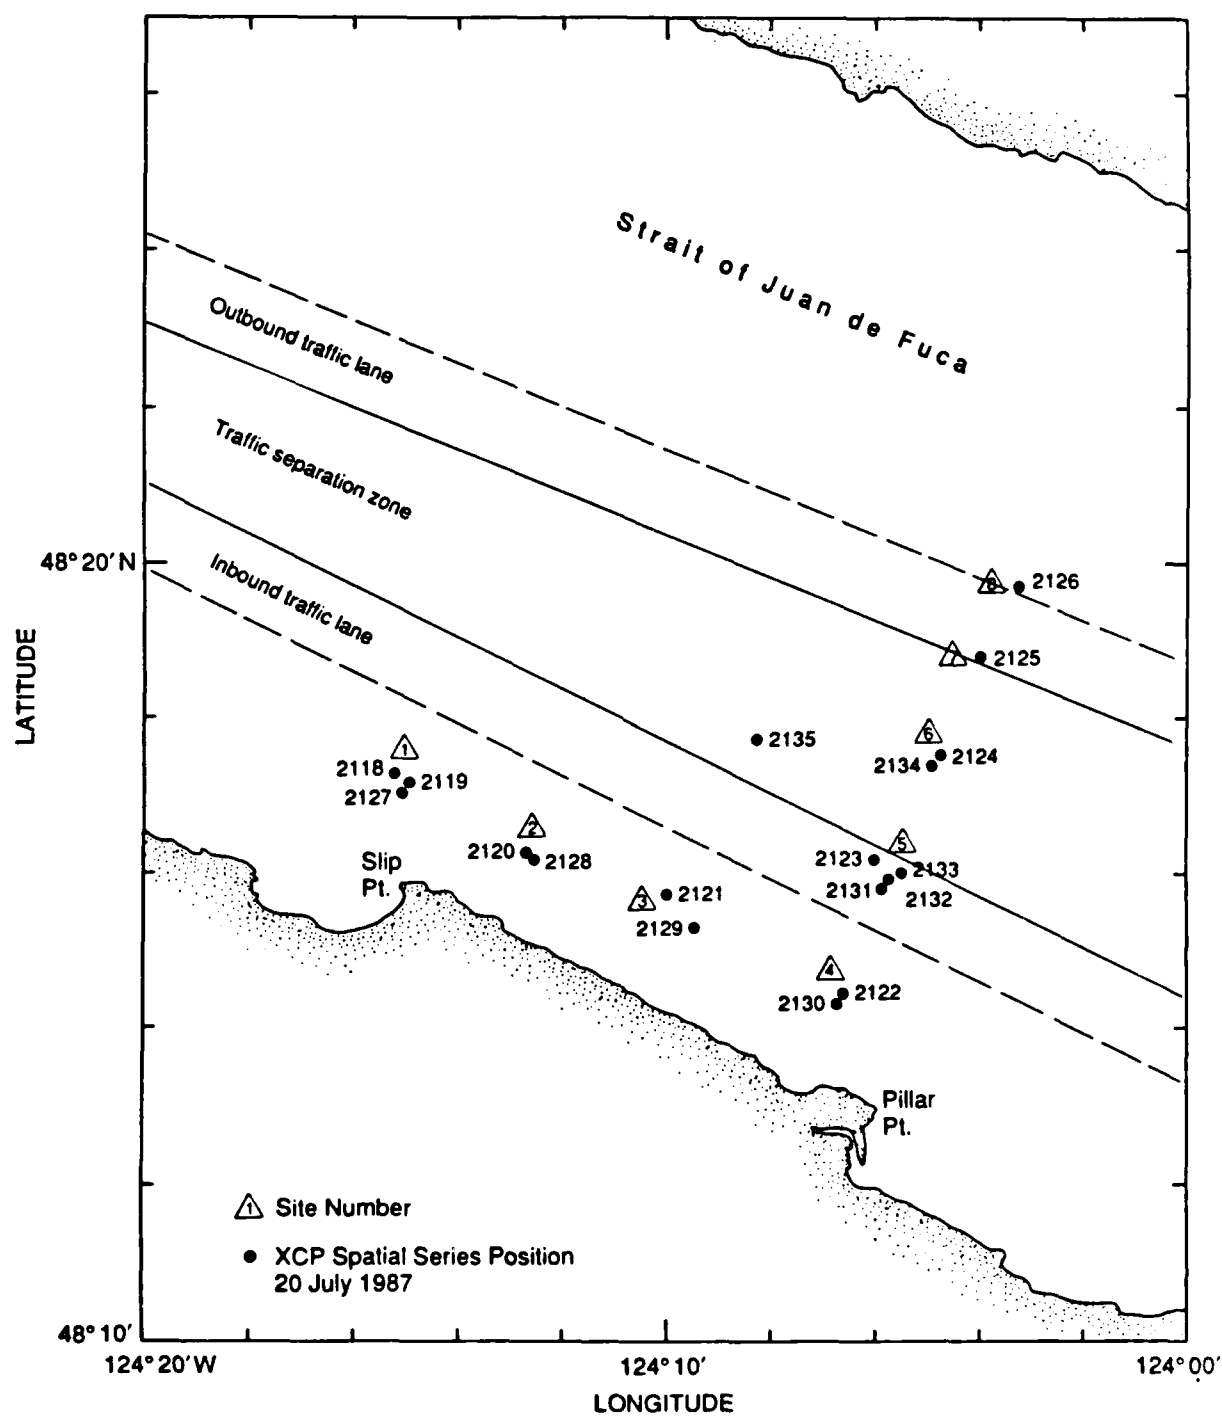 Strait of Juan de Fuca
Outbound traffic lane
Traffic separation zone
Inbound traffic lane
48°20'N
LATITUDE
8
2126
7
2125
6
2124
2134
2135
1
2118
2119
2127
2
2120
2128
5
2123
2133
2131
2132
Slip
Pt.
3
2121
2129
4
2122
2130
Pillar
Pt.
1 Site Number
XCP Spatial Series Position
20 July 1987
48°10'
124°20'W
124°10'
124°00'
LONGITUDE